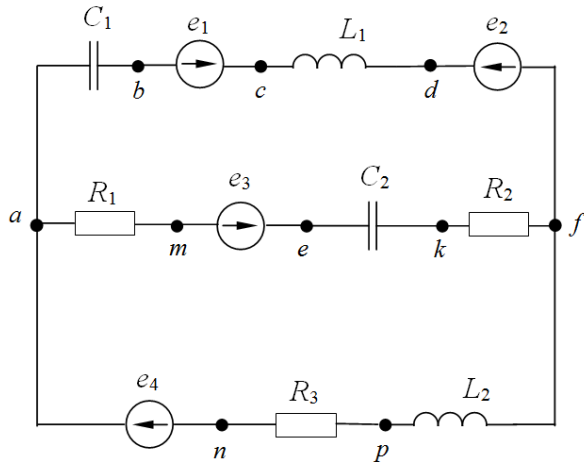 C₁ e₁ L₁ e₂
b c d
R₁ e₃ C₂ R₂
a f
m e k
e₄ R₃ L₂
n p